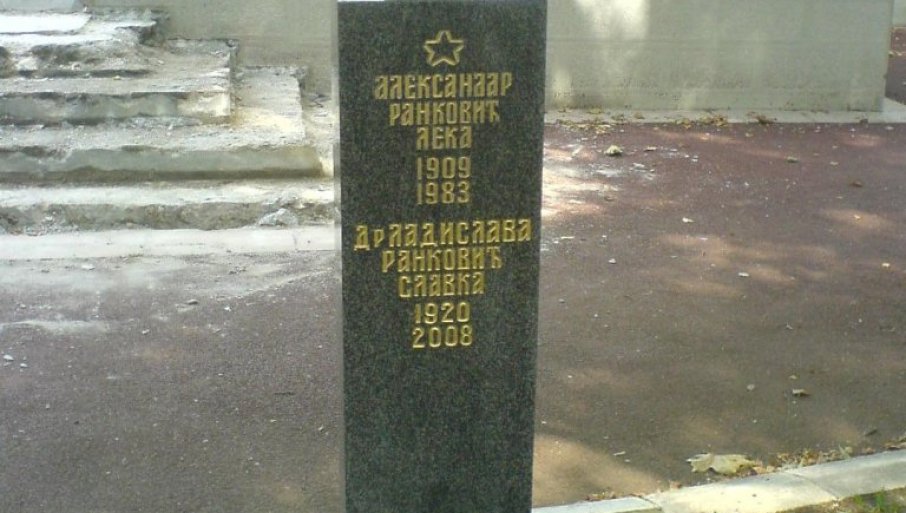 АЛЕКСАНДАР
РАНКОВИЋ
ЛЕКА
1909
1983
ДР ЛАДИСЛАВА
РАНКОВИЋ
СЛАВКА
1920
2008